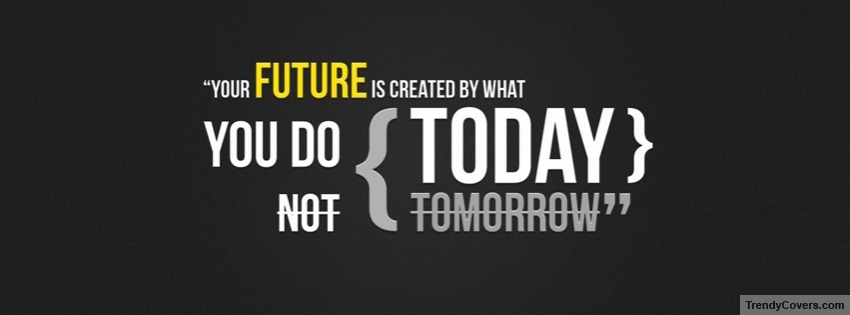 “YOUR FUTURE IS CREATED BY WHAT
YOU DO { TODAY }
NOT TOMORROW”
TrendyCovers.com